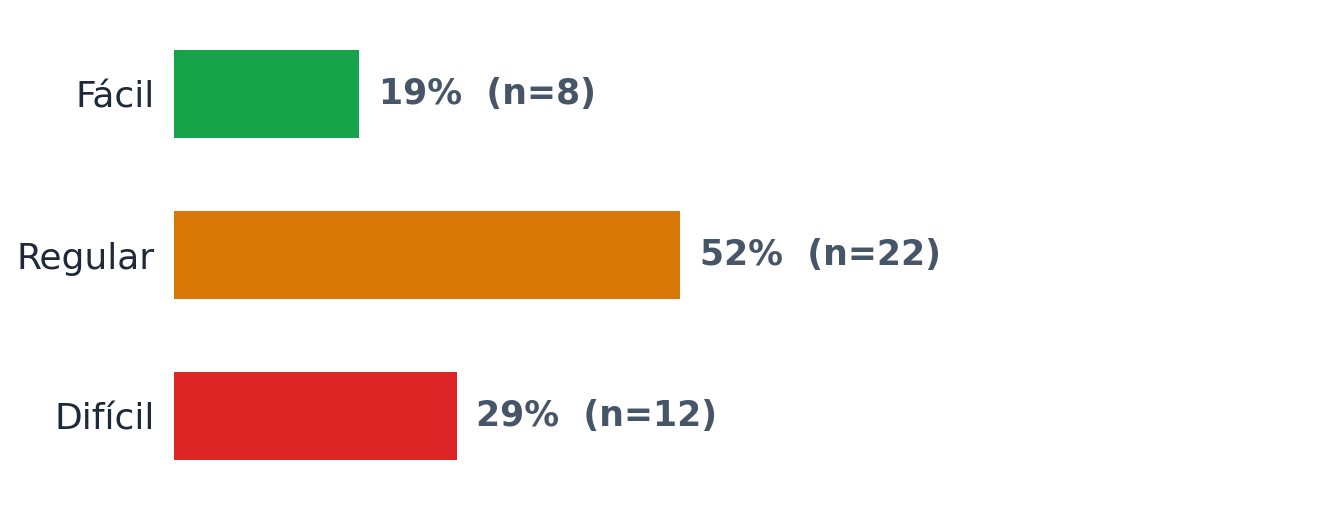 Fácil 19% (n=8)
Regular 52% (n=22)
Difícil 29% (n=12)